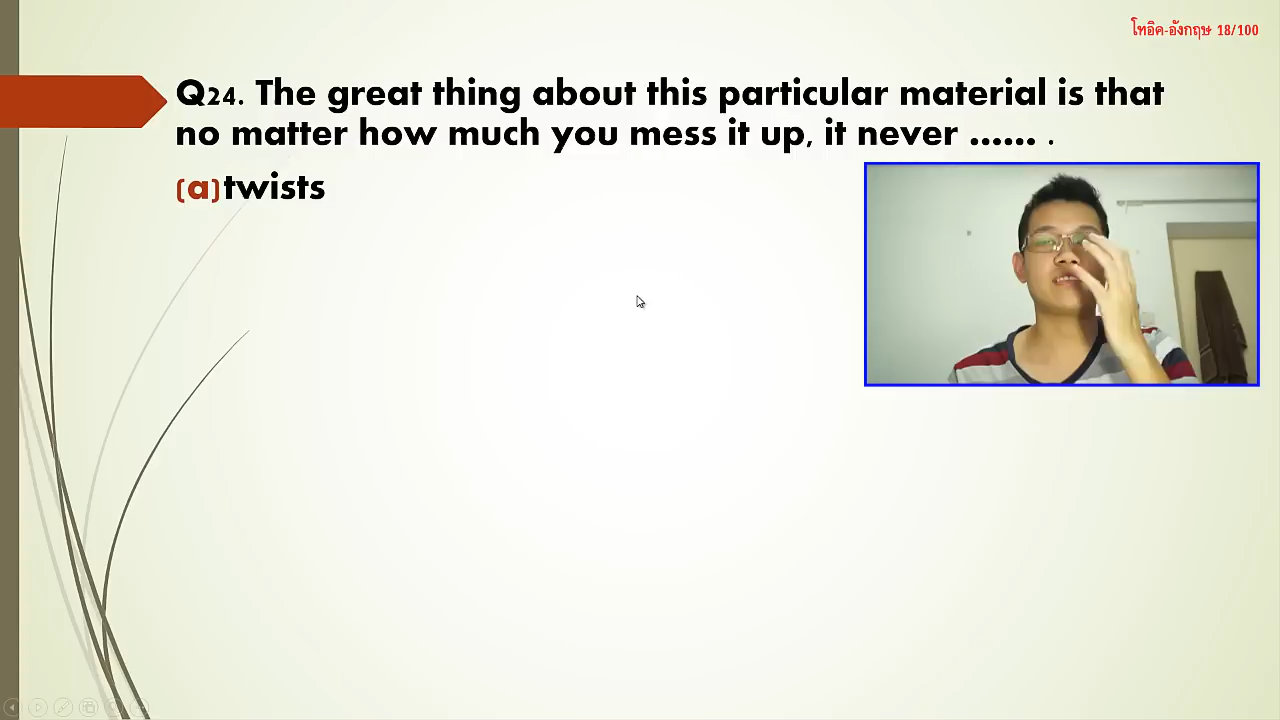 โทอิค-อังกฤษ 18/100
Q24. The great thing about this particular material is that
no matter how much you mess it up, it never ...... .
(a)twists